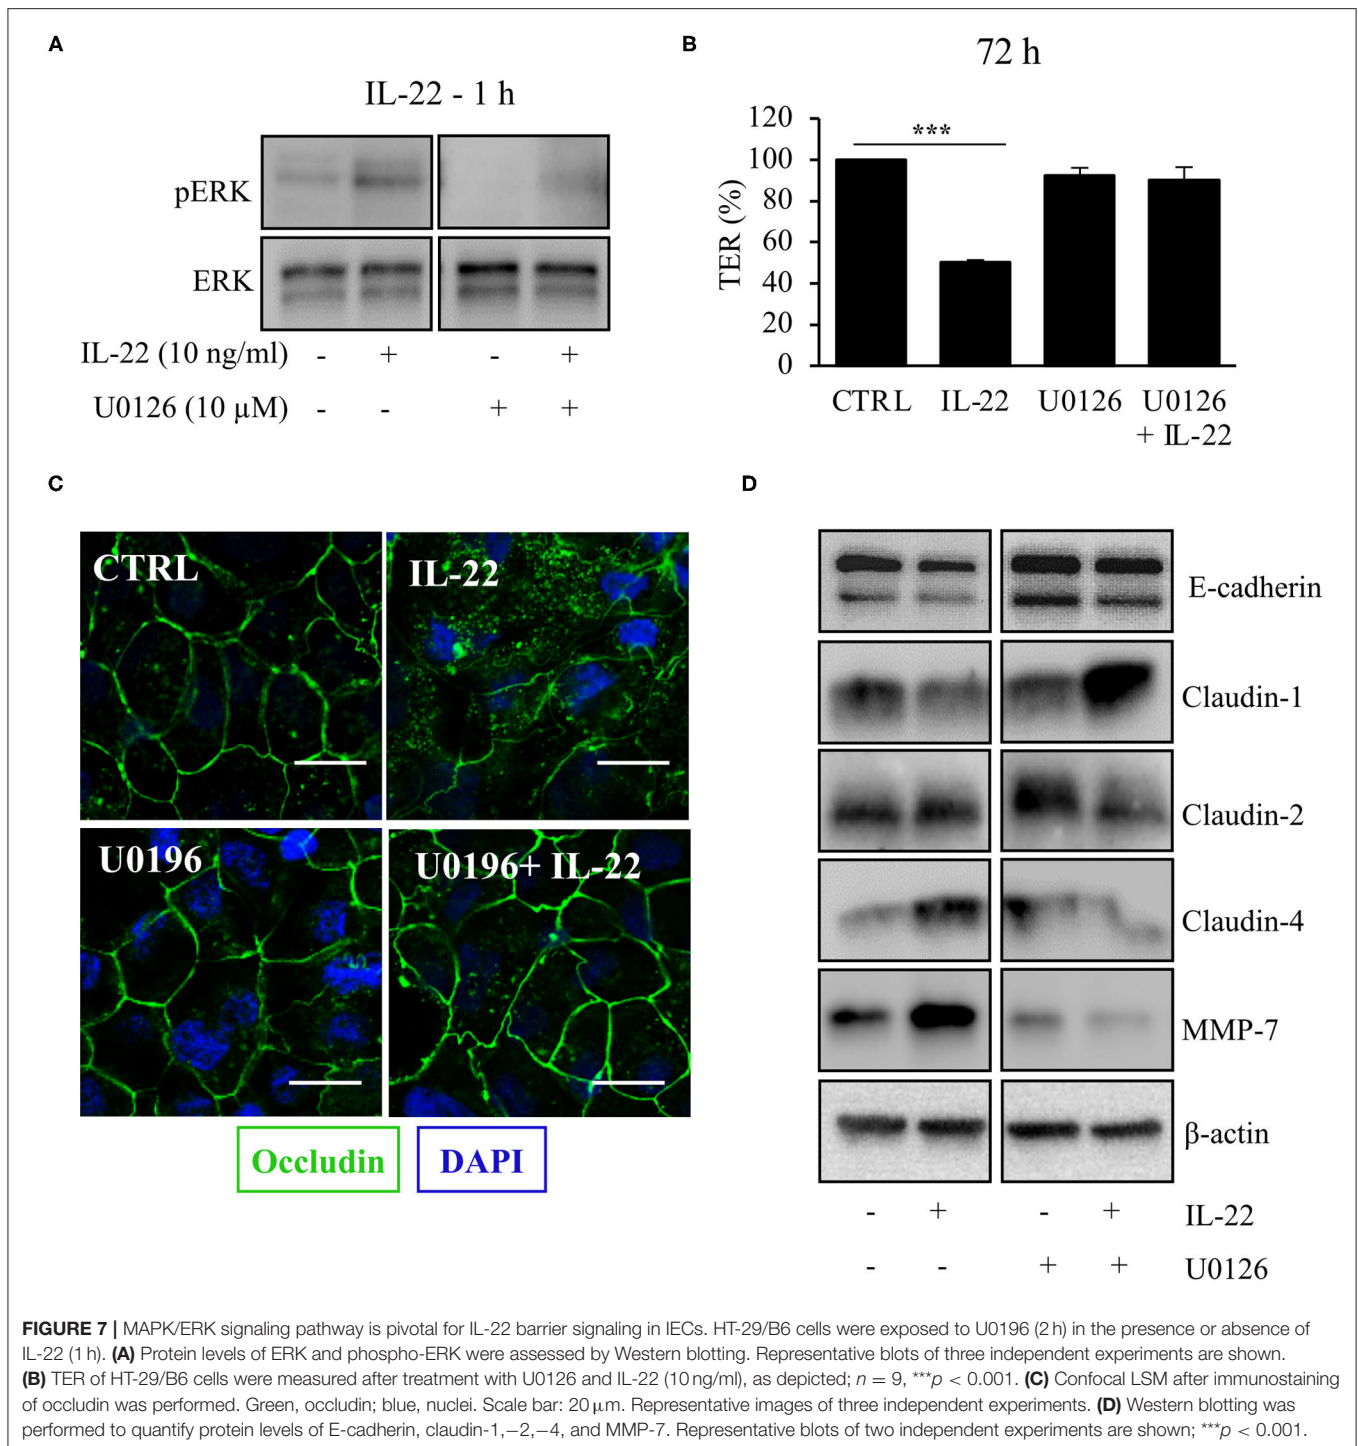 A
IL-22 - 1 h
pERK
ERK
IL-22 (10 ng/ml) - + - +
U0126 (10 µM) - - + +
B
72 h
***
TER (%)
120
100
80
60
40
20
0
CTRL IL-22 U0126 U0126
+ IL-22
C
CTRL
IL-22
U0196
U0196+ IL-22
Occludin
DAPI
D
E-cadherin
Claudin-1
Claudin-2
Claudin-4
MMP-7
β-actin
- + - + IL-22
- - + + U0126
FIGURE 7 | MAPK/ERK signaling pathway is pivotal for IL-22 barrier signaling in IECs. HT-29/B6 cells were exposed to U0196 (2 h) in the presence or absence of
IL-22 (1 h). (A) Protein levels of ERK and phospho-ERK were assessed by Western blotting. Representative blots of three independent experiments are shown.
(B) TER of HT-29/B6 cells were measured after treatment with U0126 and IL-22 (10 ng/ml), as depicted; n = 9, ***p < 0.001. (C) Confocal LSM after immunostaining
of occludin was performed. Green, occludin; blue, nuclei. Scale bar: 20 µm. Representative images of three independent experiments. (D) Western blotting was
performed to quantify protein levels of E-cadherin, claudin-1,−2,−4, and MMP-7. Representative blots of two independent experiments are shown; ***p < 0.001.